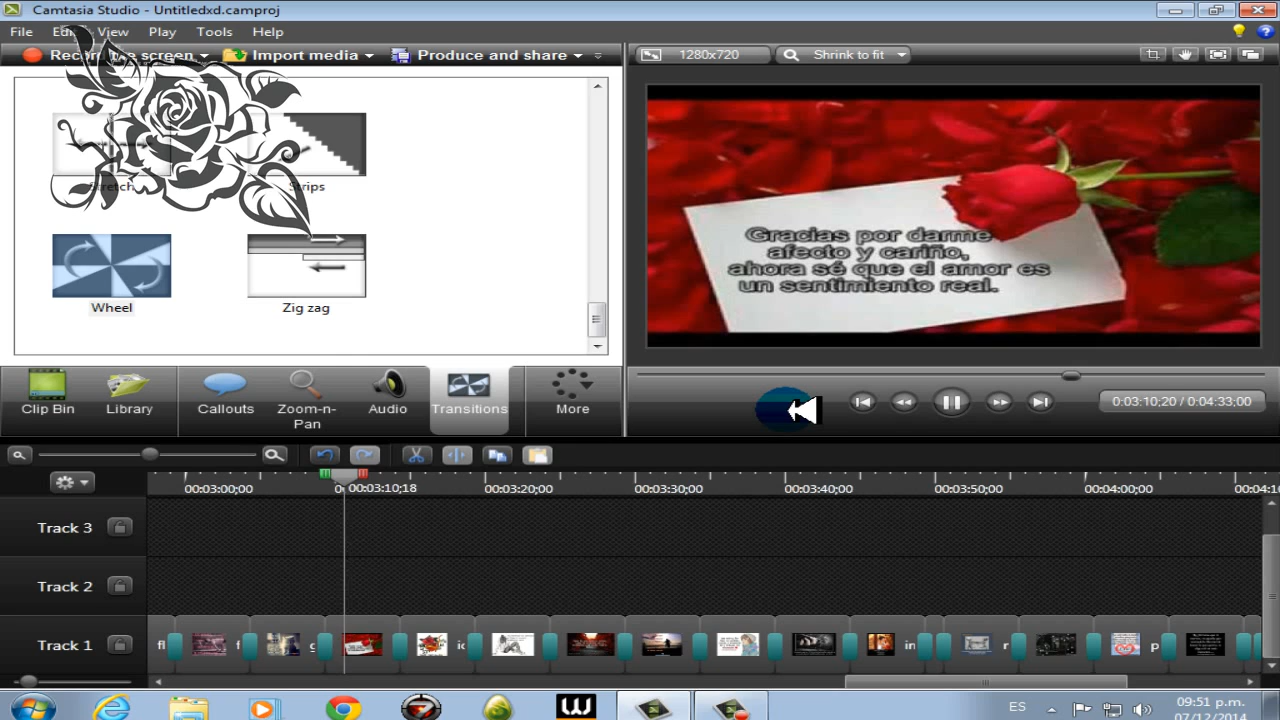 Camtasia Studio - Untitledxd.camproj
File Edit View Play Tools Help
Record the screen Import media Produce and share
1280x720 Shrink to fit
Stretch Strips
Wheel Zig zag
Gracias por darme
afecto y cariño,
ahora sé que el amor es
un sentimiento real.
Clip Bin Library Callouts Zoom-n-Pan Audio Transitions More
0:03:10;20 / 0:04:33;00
00:03:00;00 0 00:03:10;18 00:03:20;00 00:03:30;00 00:03:40;00 00:03:50;00 00:04:00;00 00:04:10
Track 3
Track 2
Track 1
ES
09:51 p.m.
07/12/2014